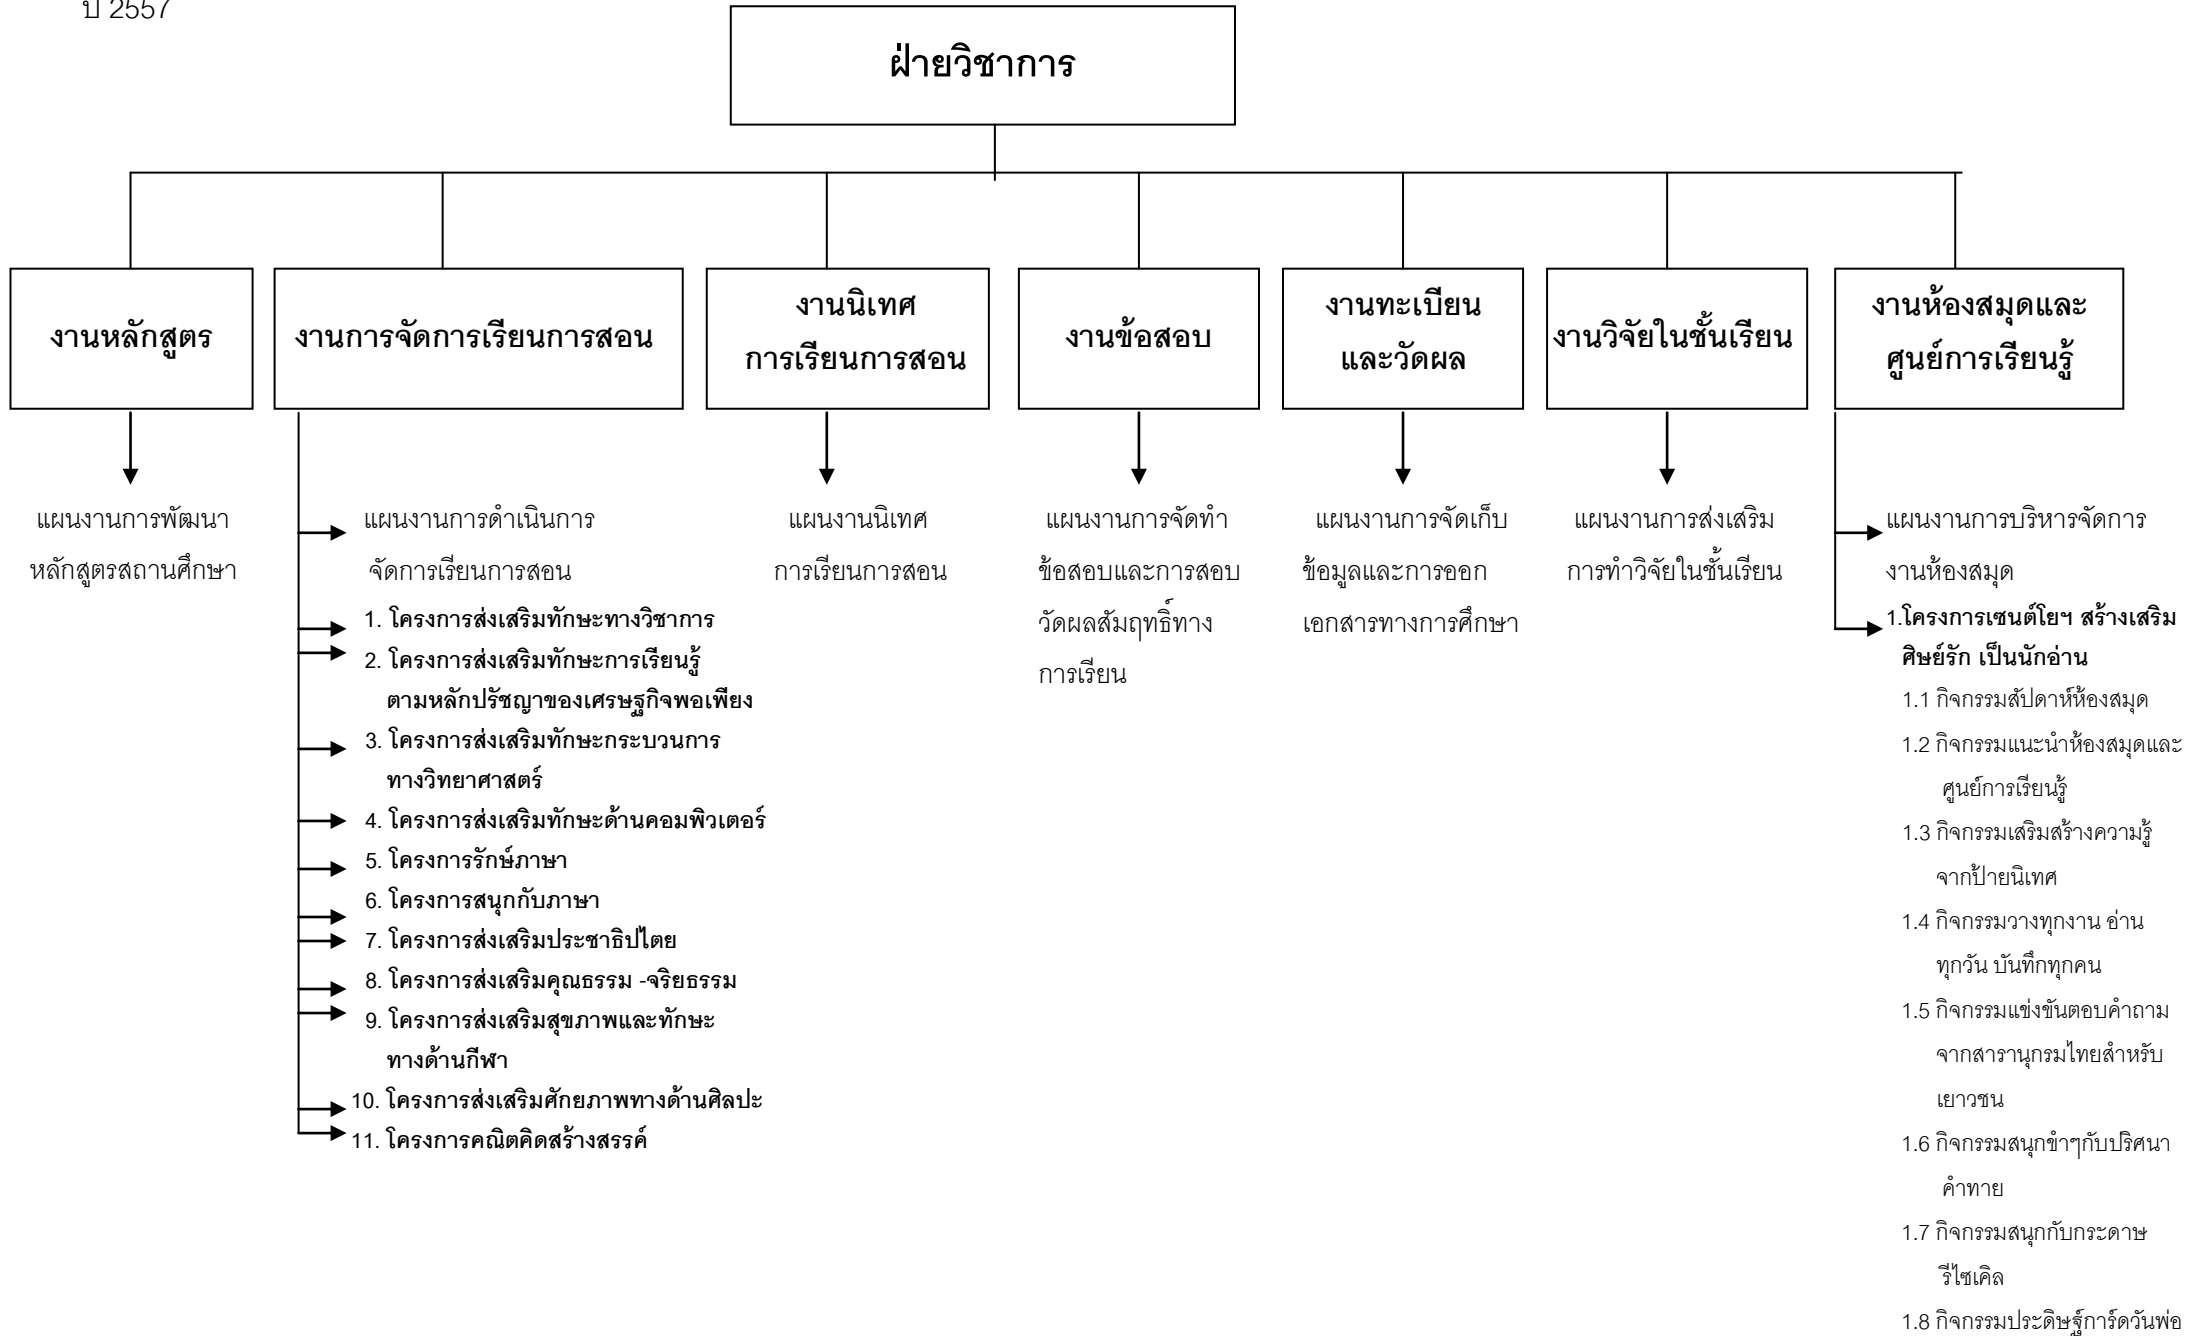 ปี 2557
ฝ่ายวิชาการ
งานหลักสูตร
งานการจัดการเรียนการสอน
งานนิเทศ
การเรียนการสอน
งานข้อสอบ
งานทะเบียน
และวัดผล
งานวิจัยในชั้นเรียน
งานห้องสมุดและ
ศูนย์การเรียนรู้
แผนงานการพัฒนา
หลักสูตรสถานศึกษา
แผนงานการดำเนินการ
จัดการเรียนการสอน
1. โครงการส่งเสริมทักษะทางวิชาการ
2. โครงการส่งเสริมทักษะการเรียนรู้
ตามหลักปรัชญาของเศรษฐกิจพอเพียง
3. โครงการส่งเสริมทักษะกระบวนการ
ทางวิทยาศาสตร์
4. โครงการส่งเสริมทักษะด้านคอมพิวเตอร์
5. โครงการรักษ์ภาษา
6. โครงการสนุกกับภาษา
7. โครงการส่งเสริมประชาธิปไตย
8. โครงการส่งเสริมคุณธรรม -จริยธรรม
9. โครงการส่งเสริมสุขภาพและทักษะ
ทางด้านกีฬา
10. โครงการส่งเสริมศักยภาพทางด้านศิลปะ
11. โครงการคณิตคิดสร้างสรรค์
แผนงานนิเทศ
การเรียนการสอน
แผนงานการจัดทำ
ข้อสอบและการสอบ
วัดผลสัมฤทธิ์ทาง
การเรียน
แผนงานการจัดเก็บ
ข้อมูลและการออก
เอกสารทางการศึกษา
แผนงานการส่งเสริม
การทำวิจัยในชั้นเรียน
แผนงานการบริหารจัดการ
งานห้องสมุด
1.โครงการเซนต์โยฯ สร้างเสริม
ศิษย์รัก เป็นนักอ่าน
1.1 กิจกรรมสัปดาห์ห้องสมุด
1.2 กิจกรรมแนะนำห้องสมุดและ
ศูนย์การเรียนรู้
1.3 กิจกรรมเสริมสร้างความรู้
จากป้ายนิเทศ
1.4 กิจกรรมวางทุกงาน อ่าน
ทุกวัน บันทึกทุกคน
1.5 กิจกรรมแข่งขันตอบคำถาม
จากสารานุกรมไทยสำหรับ
เยาวชน
1.6 กิจกรรมสนุกขำๆกับปริศนา
คำทาย
1.7 กิจกรรมสนุกกับกระดาษ
รีไซเคิล
1.8 กิจกรรมประดิษฐ์การ์ดวันพ่อ